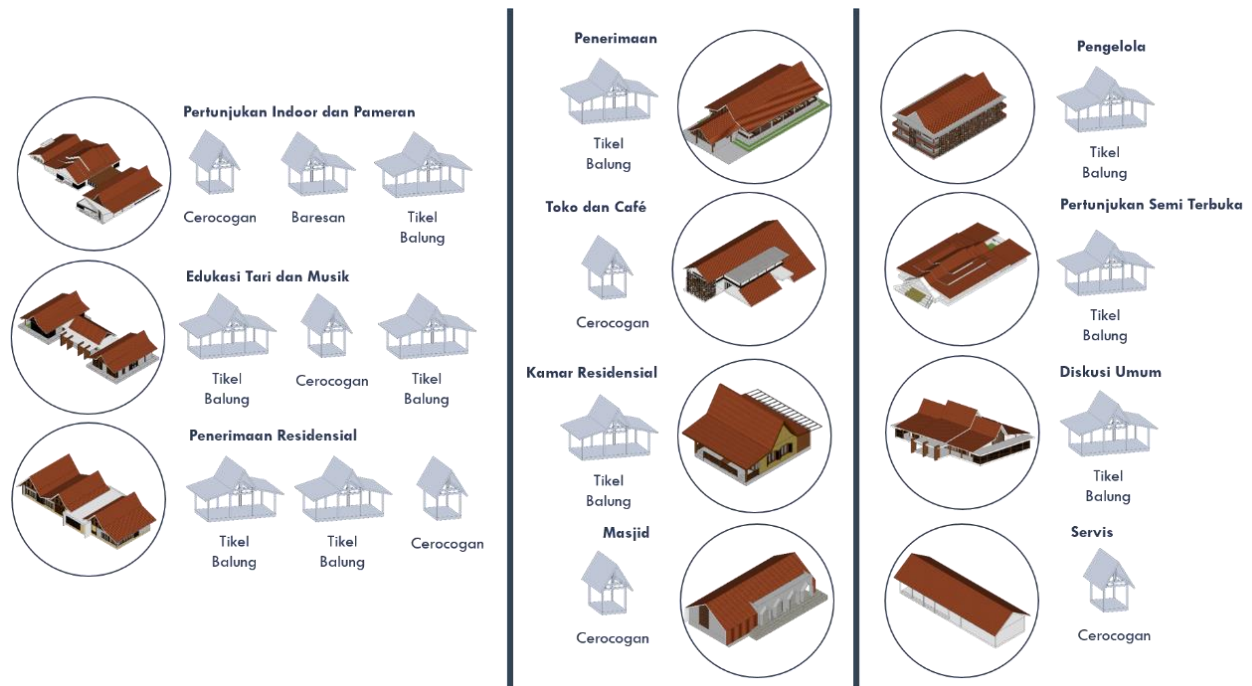 Pertunjukan Indoor dan Pameran
Cerocogan
Baresan
Tikel
Balung
Edukasi Tari dan Musik
Tikel
Balung
Cerocogan
Tikel
Balung
Penerimaan Residensial
Tikel
Balung
Tikel
Balung
Cerocogan
Penerimaan
Tikel
Balung
Toko dan Café
Cerocogan
Kamar Residensial
Tikel
Balung
Masjid
Cerocogan
Pengelola
Tikel
Balung
Pertunjukan Semi Terbuka
Tikel
Balung
Diskusi Umum
Tikel
Balung
Servis
Cerocogan